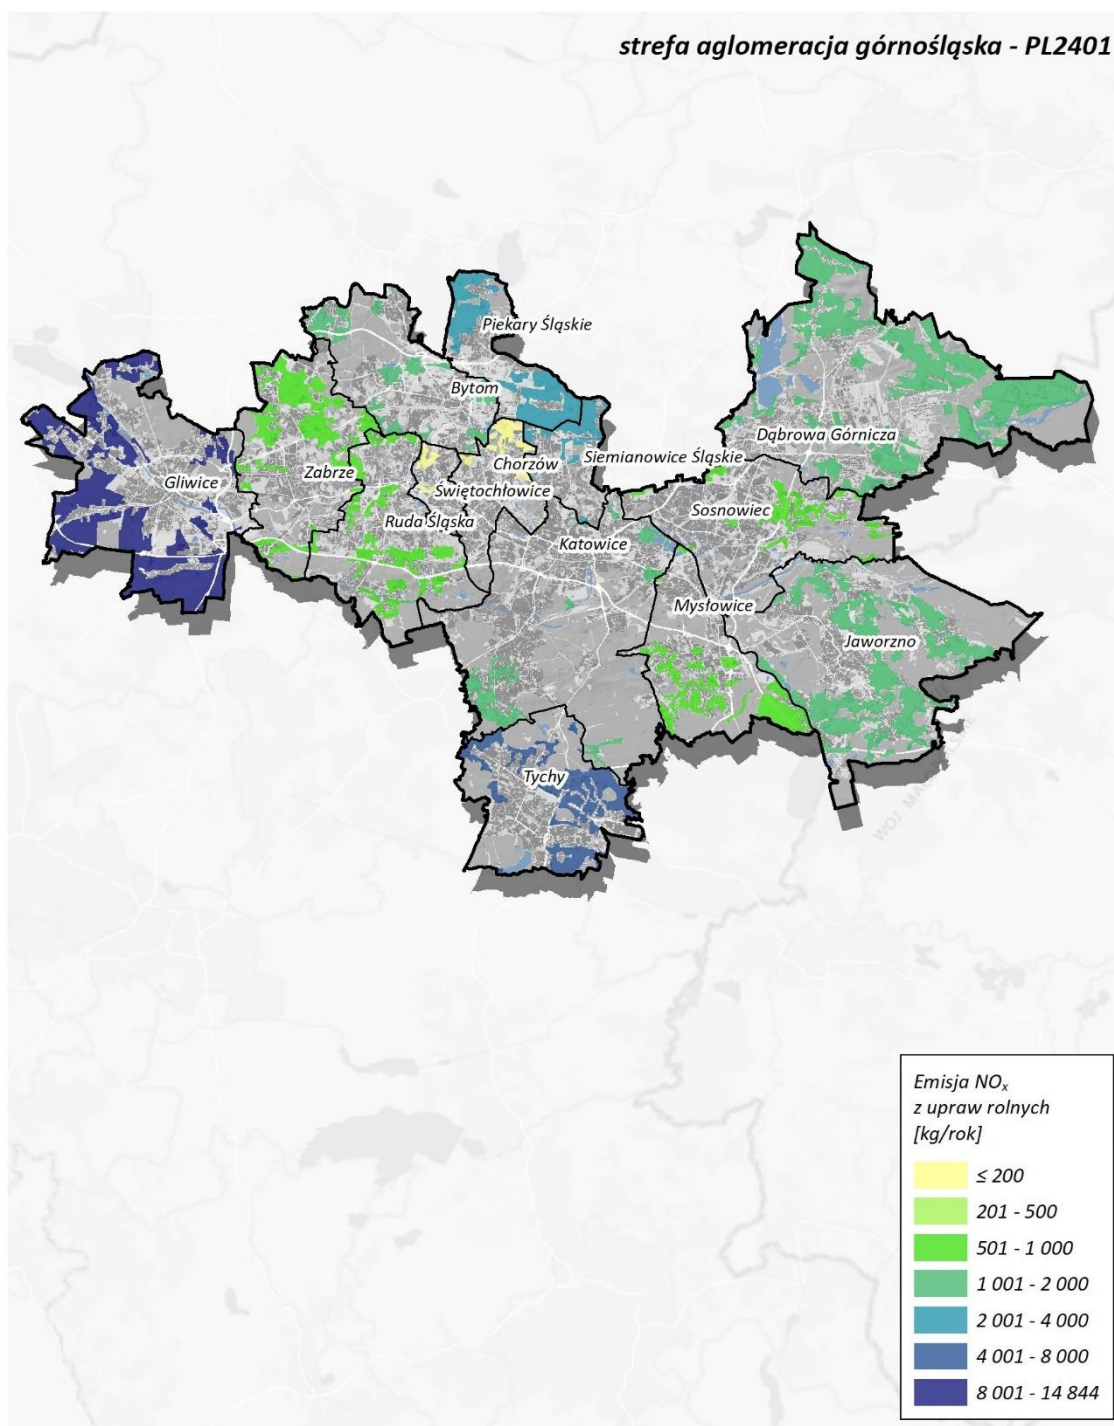 strefa aglomeracja górnośląska - PL2401
Piekary Śląskie
Bytom
Dąbrowa Górnicza
Chorzów
Siemianowice Śląskie
Zabrze
Gliwice
Świętochłowice
Sosnowiec
Ruda Śląska
Katowice
Mysłowice
Jaworzno
Tychy
Emisja NOₓ
z upraw rolnych
[kg/rok]
≤ 200
201 - 500
501 - 1 000
1 001 - 2 000
2 001 - 4 000
4 001 - 8 000
8 001 - 14 844